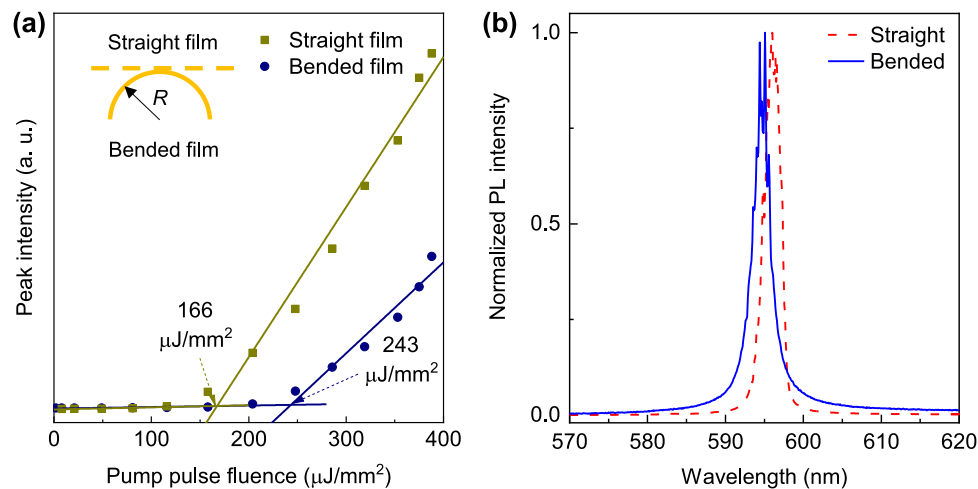 (a)
Straight film
R
Bended film
Straight film
Bended film
166
μJ/mm²
243
μJ/mm²
Peak intensity (a. u.)
0 100 200 300 400
Pump pulse fluence (μJ/mm²)
(b)
Straight
Bended
1.0
0.5
0.0
Normalized PL intensity
570 580 590 600 610 620
Wavelength (nm)